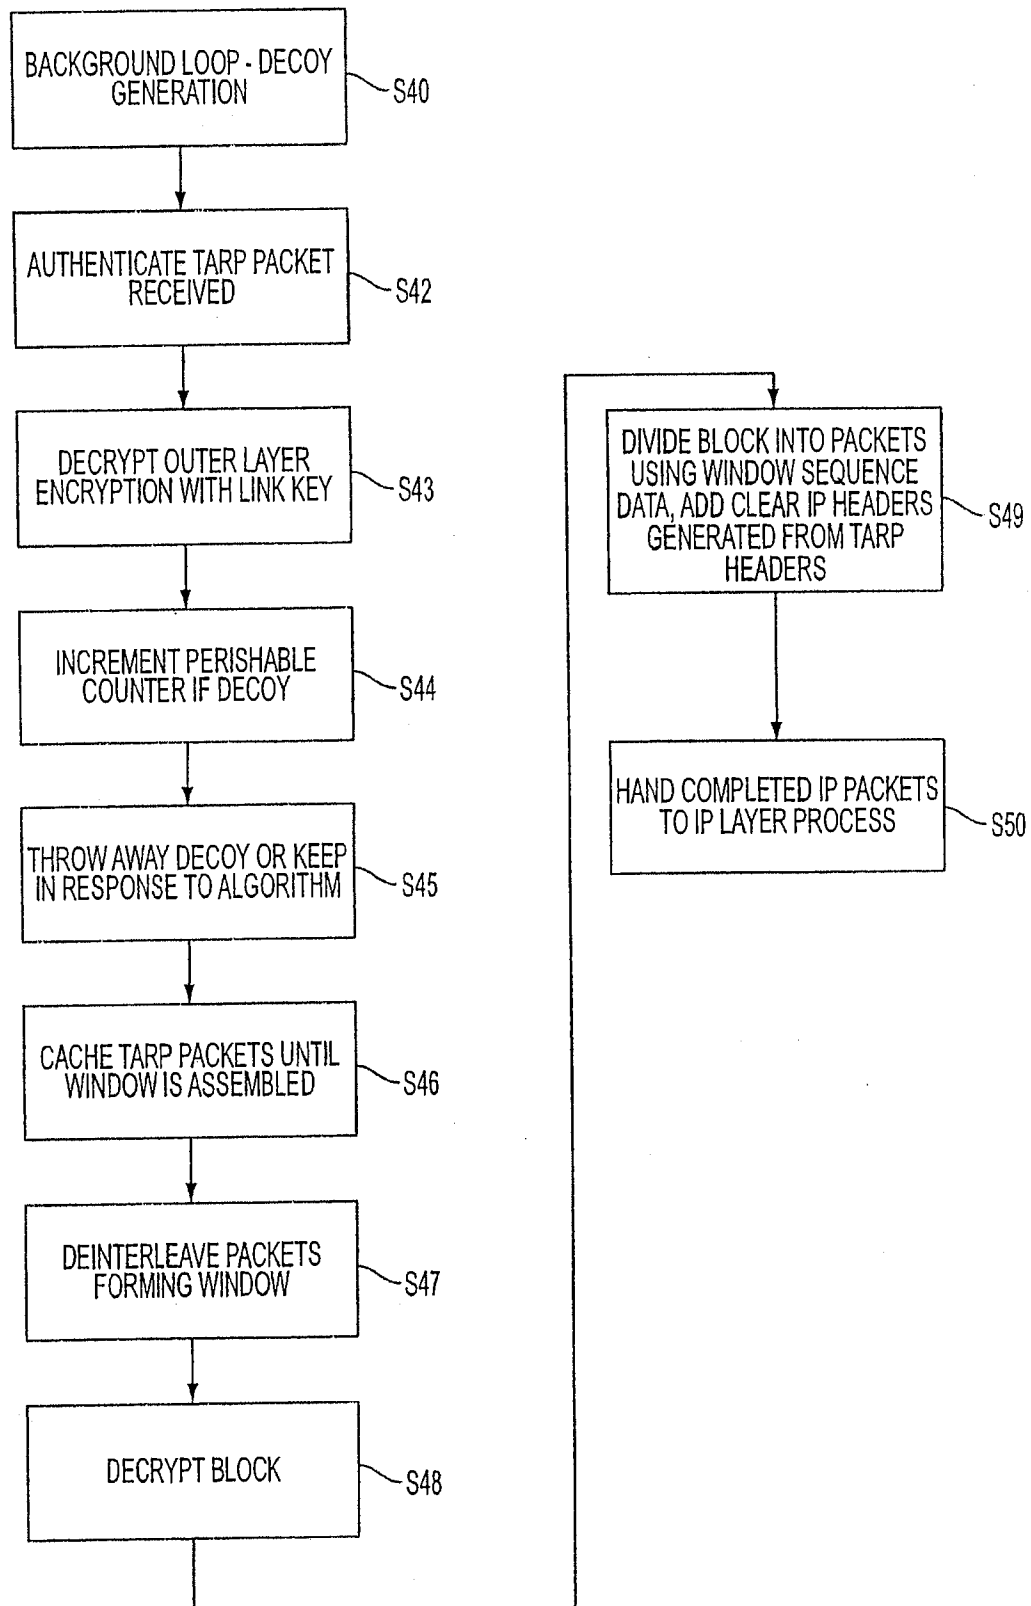 BACKGROUND LOOP - DECOY
GENERATION
S40
AUTHENTICATE TARP PACKET
RECEIVED
S42
DECRYPT OUTER LAYER
ENCRYPTION WITH LINK KEY
S43
INCREMENT PERISHABLE
COUNTER IF DECOY
S44
THROW AWAY DECOY OR KEEP
IN RESPONSE TO ALGORITHM
S45
CACHE TARP PACKETS UNTIL
WINDOW IS ASSEMBLED
S46
DEINTERLEAVE PACKETS
FORMING WINDOW
S47
DECRYPT BLOCK
S48
DIVIDE BLOCK INTO PACKETS
USING WINDOW SEQUENCE
DATA, ADD CLEAR IP HEADERS
GENERATED FROM TARP
HEADERS
S49
HAND COMPLETED IP PACKETS
TO IP LAYER PROCESS
S50